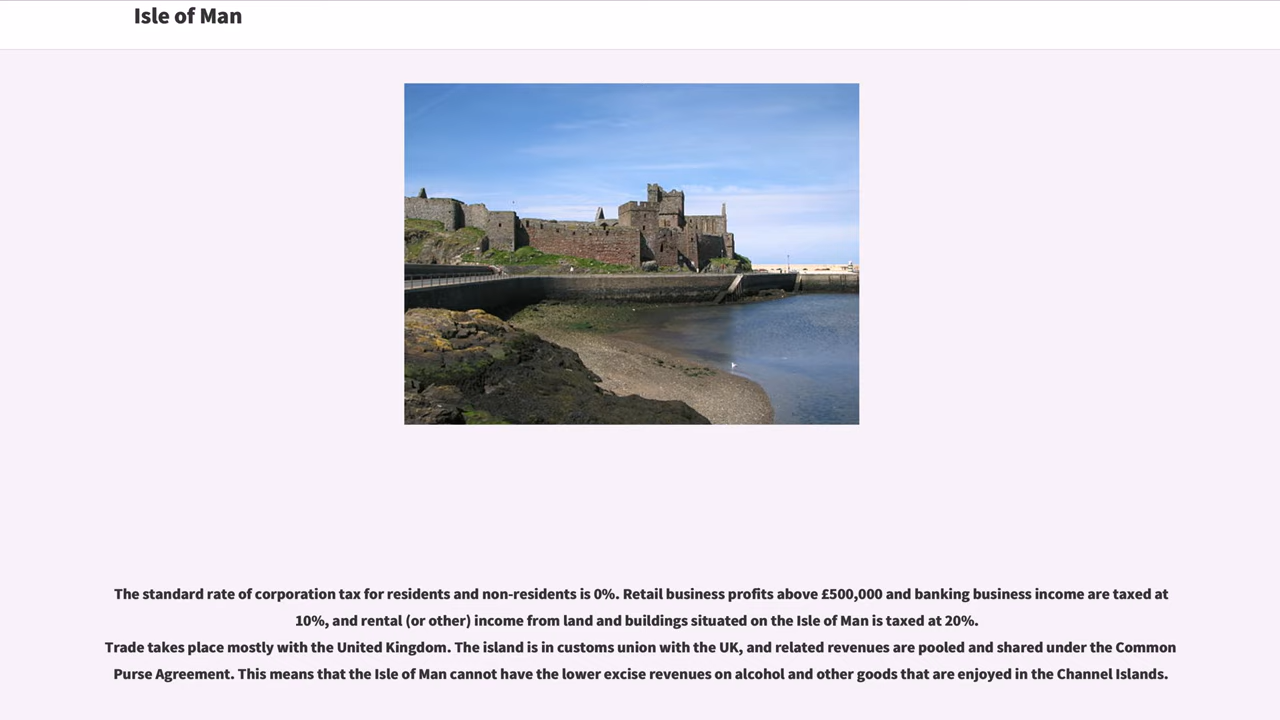 Isle of Man
The standard rate of corporation tax for residents and non-residents is 0%. Retail business profits above £500,000 and banking business income are taxed at
10%, and rental (or other) income from land and buildings situated on the Isle of Man is taxed at 20%.
Trade takes place mostly with the United Kingdom. The island is in customs union with the UK, and related revenues are pooled and shared under the Common
Purse Agreement. This means that the Isle of Man cannot have the lower excise revenues on alcohol and other goods that are enjoyed in the Channel Islands.